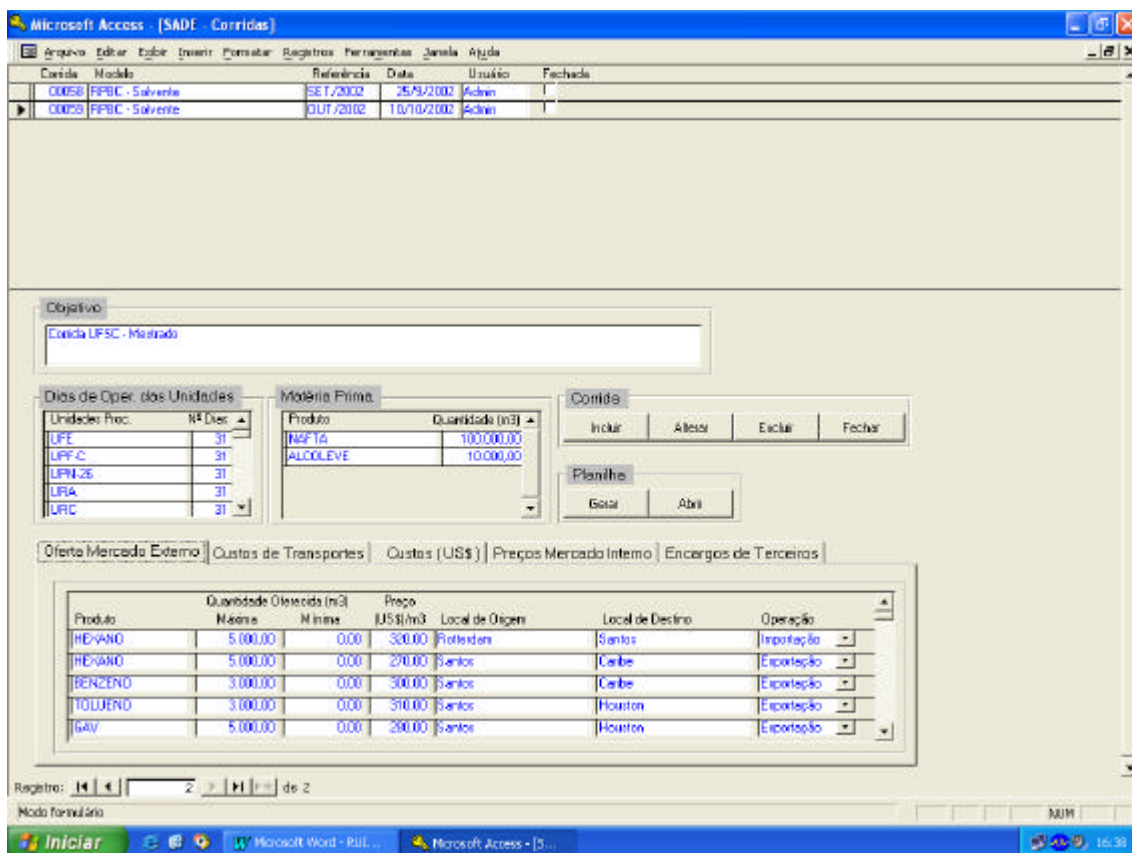 Microsoft Access - [SADE - Corridas]
Arquivo Editar Exibir Inserir Formatar Registros Ferramentas Janela Ajuda
Corrida Modelo Referência Data Usuário Fechada
00058 RPBC - Solvente SET/2002 25/9/2002 Admin
00059 RPBC - Solvente OUT/2002 10/10/2002 Admin
Objetivo
Corrida UFSC - Mestrado
Dias de Oper. das Unidades Matéria Prima Corrida
Unidades Proc. Nº Dias Produto Quantidade (m3) Incluir Alterar Excluir Fechar
UFE 31 NAFTA 100.000,00
UPF-C 31 ALCOLEVE 10.000,00
UPN-26 31
Planilha
URA 31
URC 31
Gerar Abrir
Oferta Mercado Externo Custos de Transportes Custos (US$) Preços Mercado Interno Encargos de Terceiros
Quantidade Oferecida (m3) Preço
Produto Máxima Mínima (US$)/m3 Local de Origem Local de Destino Operação
HEXANO 5.000,00 0,00 320,00 Rotterdam Santos Importação
HEXANO 5.000,00 0,00 270,00 Santos Caribe Exportação
BENZENO 3.000,00 0,00 300,00 Santos Caribe Exportação
TOLUENO 3.000,00 0,00 310,00 Santos Houston Exportação
GAV 5.000,00 0,00 280,00 Santos Houston Exportação
Registro: 2 de 2
Modo formulário NUM
Iniciar Microsoft Word - RUI... Microsoft Access - [S... 16:38